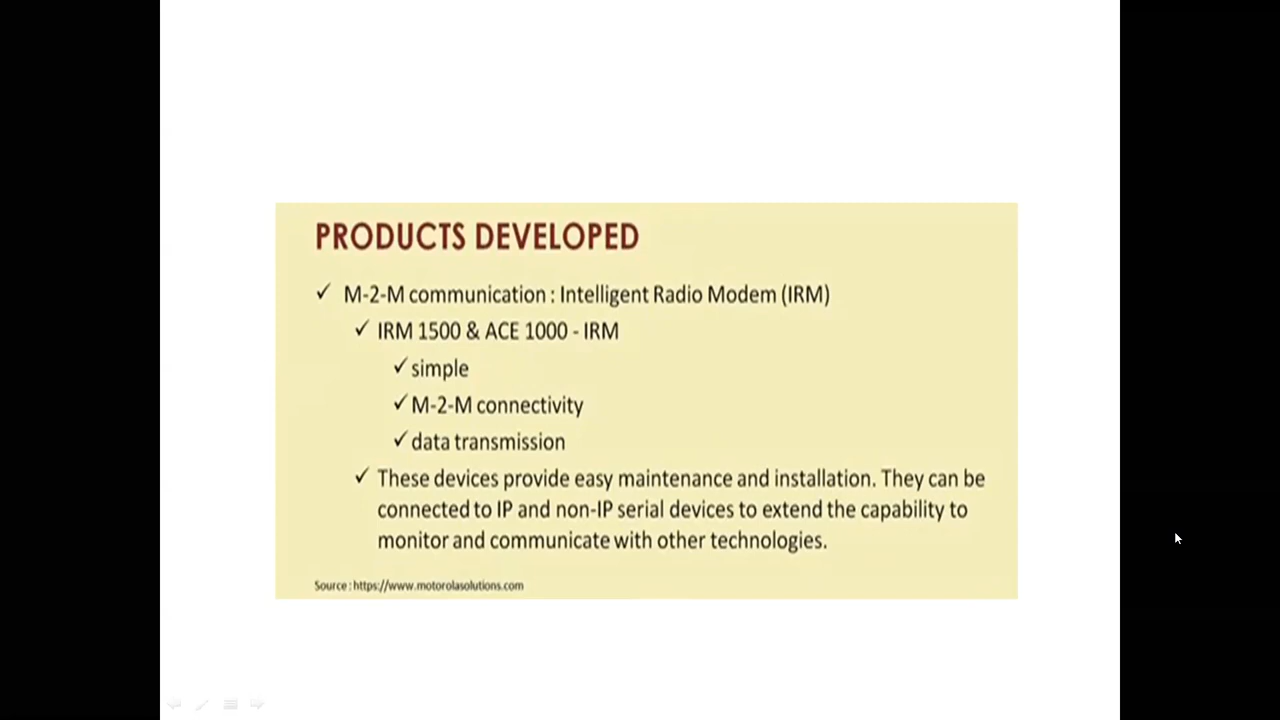 PRODUCTS DEVELOPED
✓ M-2-M communication : Intelligent Radio Modem (IRM)
✓ IRM 1500 & ACE 1000 - IRM
✓ simple
✓ M-2-M connectivity
✓ data transmission
✓ These devices provide easy maintenance and installation. They can be
connected to IP and non-IP serial devices to extend the capability to
monitor and communicate with other technologies.
Source : https://www.motorolasolutions.com